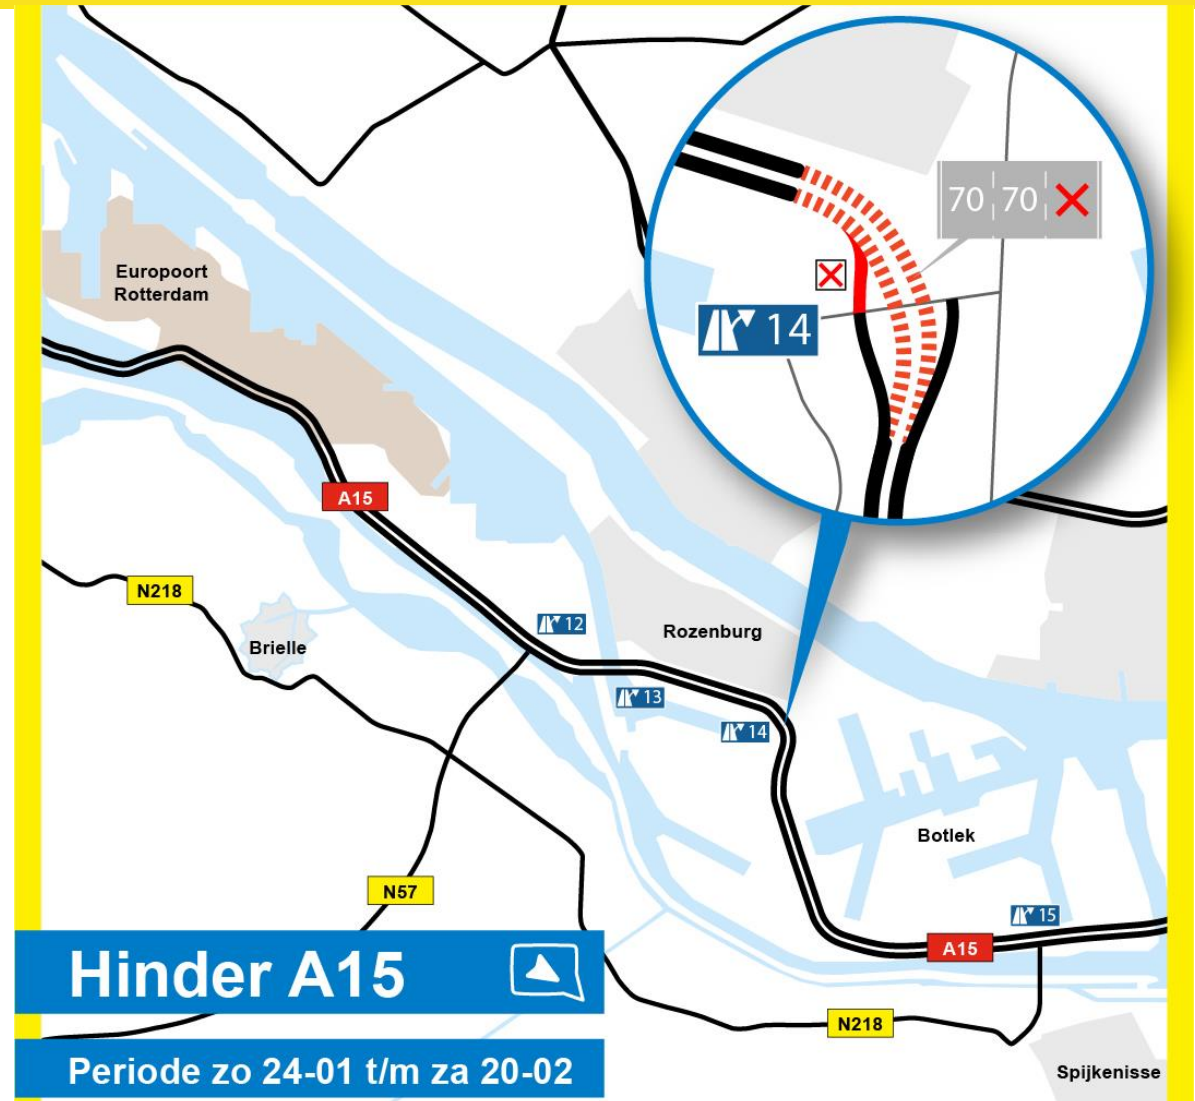 70 70
14
Europoort
Rotterdam
A15
N218
Brielle
12
Rozenburg
13
14
Botlek
N57
15
A15
Hinder A15
N218
Periode zo 24-01 t/m za 20-02
Spijkenisse